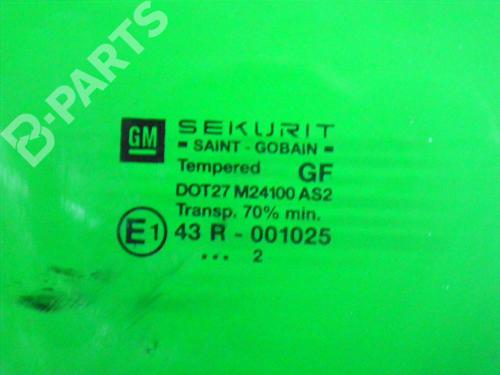 B-PARTS
GM
SEKURIT
SAINT - GOBAIN
Tempered GF
DOT27 M24100 AS2
Transp. 70% min.
E1 43 R - 001025
... 2